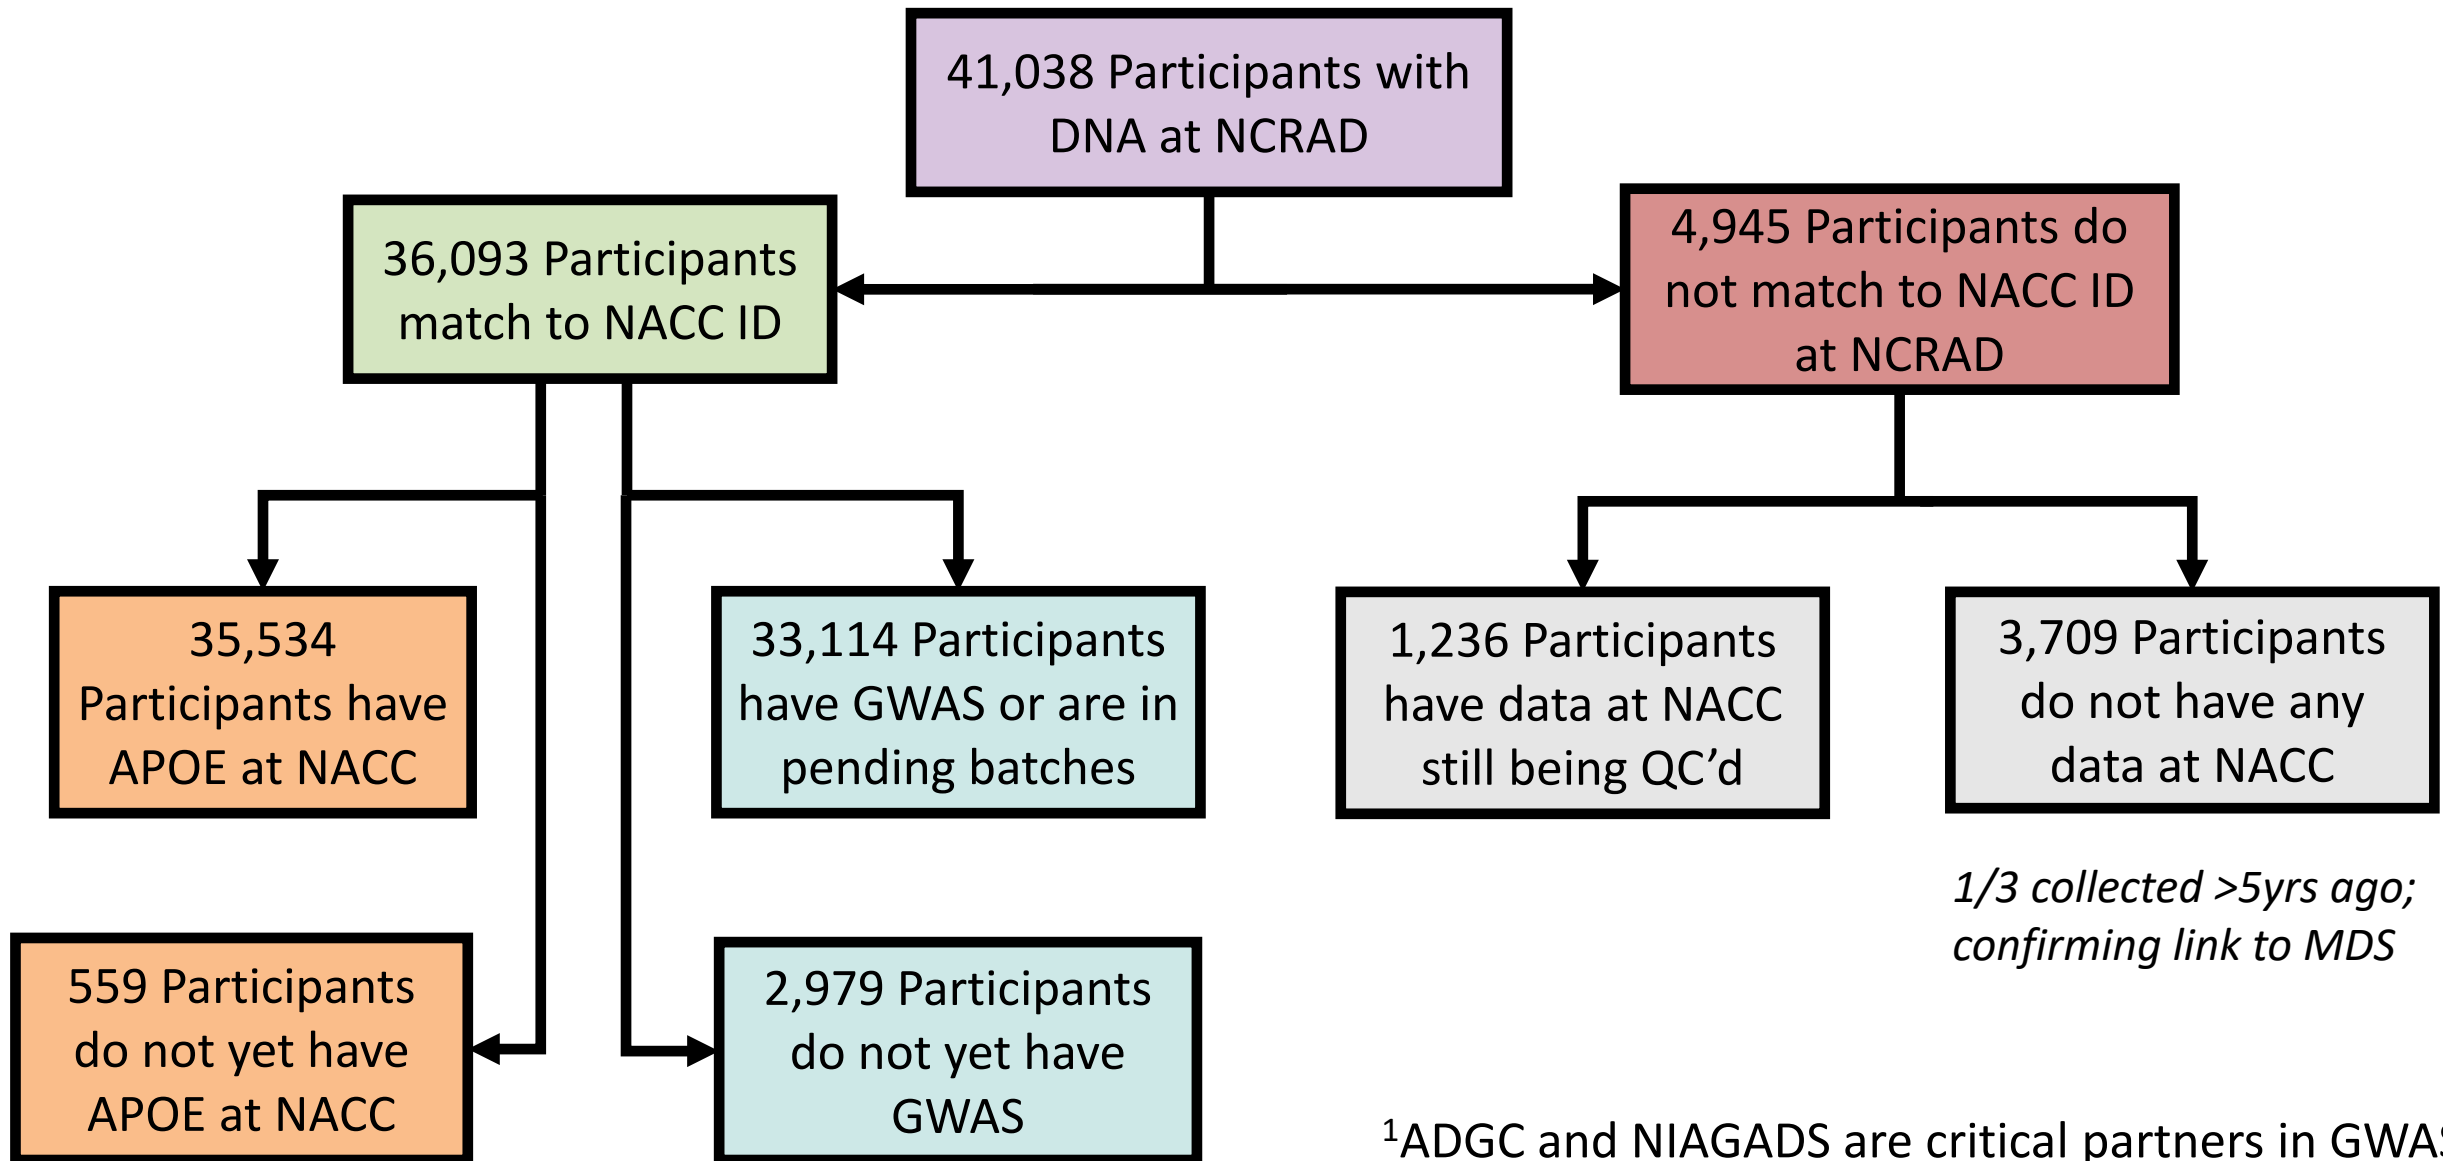 41,038 Participants with
DNA at NCRAD
36,093 Participants
match to NACC ID
4,945 Participants do
not match to NACC ID
at NCRAD
35,534
Participants have
APOE at NACC
33,114 Participants
have GWAS or are in
pending batches
1,236 Participants
have data at NACC
still being QC’d
3,709 Participants
do not have any
data at NACC
1/3 collected >5yrs ago;
confirming link to MDS
559 Participants
do not yet have
APOE at NACC
2,979 Participants
do not yet have
GWAS
¹ADGC and NIAGADS are critical partners in GWAS